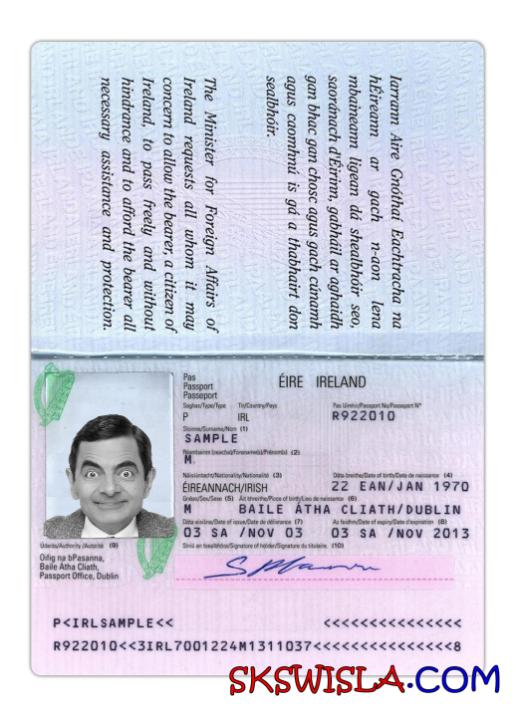 Iarrann Aire Gnóthaí Eachtracha na
hÉireann ar gach n-aon lena
mbaineann ligean dá shealbhóir seo,
saoránach d'Éirinn, gabháil ar aghaidh
gan bhac gan chosc agus gach cúnamh
agus caomhnú is gá a thabhairt don
sealbhóir.
The Minister for Foreign Affairs of
Ireland requests all whom it may
concern to allow the bearer, a citizen of
Ireland, to pass freely and without
hindrance and to afford the bearer all
necessary assistance and protection.
Pas
Passport
Passeport
ÉIRE IRELAND
Saghas/Type/Type Tír/Country/Pays Pas Uimhir/Passport No/Passeport N°
P IRL R922010
Sloinne/Surname/Nom (1)
SAMPLE
Réamhainm (neacha)/Forename(s)/Prénom(s) (2)
M.
Náisiúntacht/Nationality/Nationalité (3) Dáta breithe/Date of birth/Date de naissance (4)
ÉIREANNACH/IRISH 22 EAN/JAN 1970
Gnéas/Sex/Sexe (5) Áit bhreithe/Place of birth/Lieu de naissance (6)
M BAILE ÁTHA CLIATH/DUBLIN
Dáta eisiúna/Date of issue/Date de délivrance (7) As feidhm/Date of expiry/Date d'expiration (8)
03 SA /NOV 03 03 SA /NOV 2013
Údarás/Authority/Autorité (9) Síniú an tsealbhóra/Signature of holder/Signature du titulaire (10)
Oifig na bPasanna,
Baile Átha Cliath,
Passport Office, Dublin
P<IRLSAMPLE<< <<<<<<<<<<<<<<<
R922010<<3IRL7001224M1311037<<<<<<<<<<<<<<<8
SKSWISLA.COM